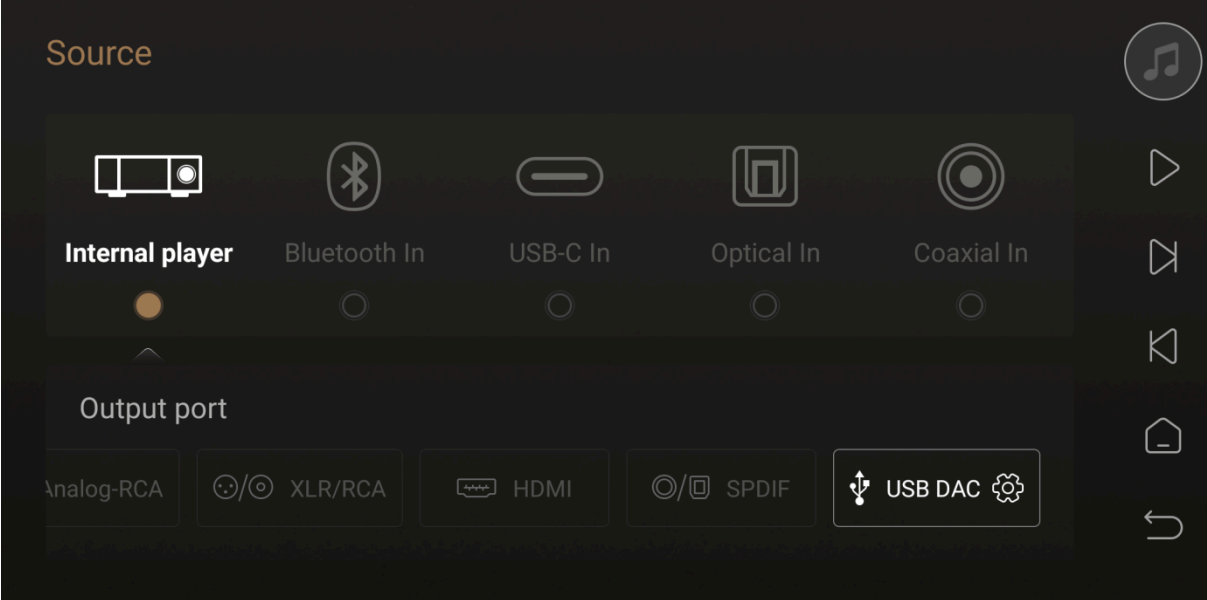 Source
Internal player
Bluetooth In
USB-C In
Optical In
Coaxial In
Output port
Analog-RCA
XLR/RCA
HDMI
SPDIF
USB DAC